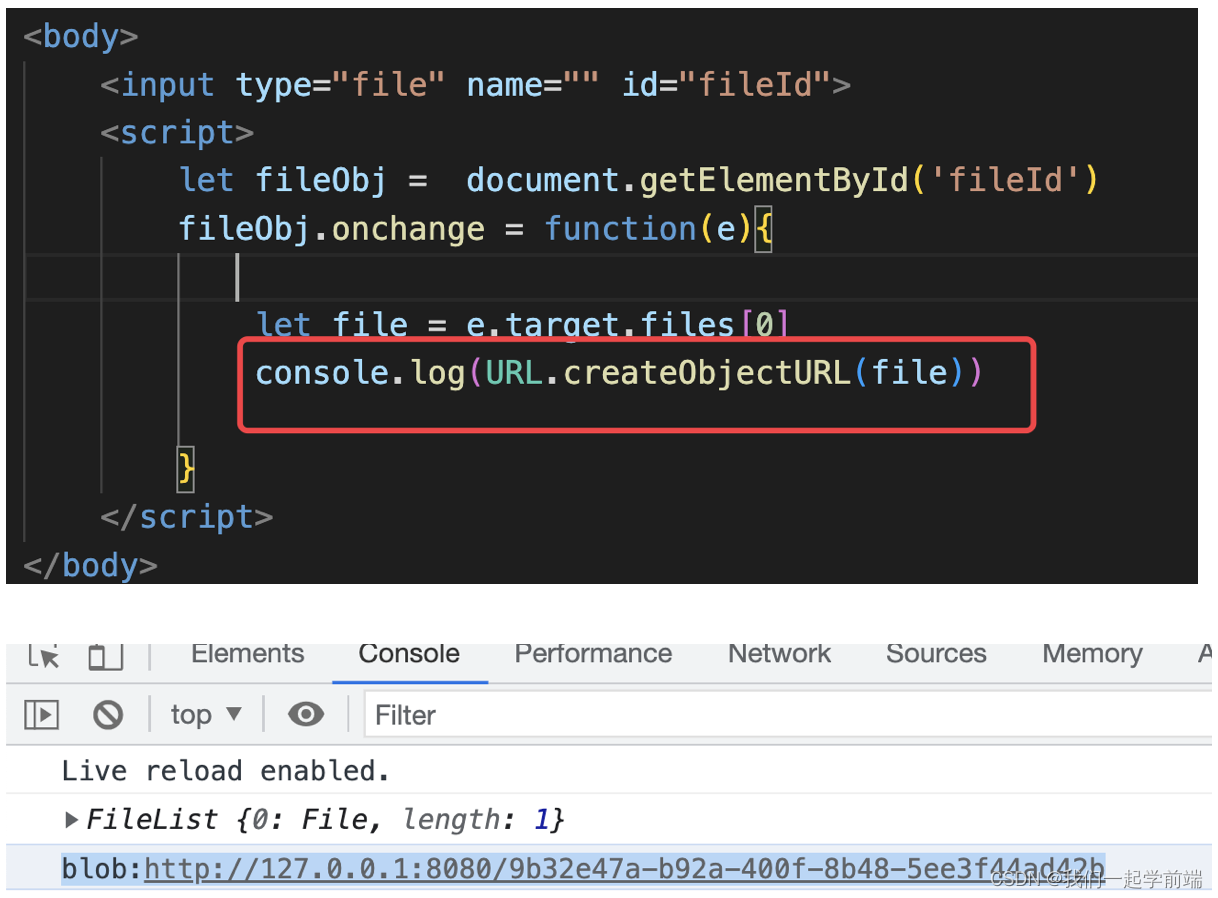 <body>
<input type="file" name="" id="fileId">
<script>
let fileObj =  document.getElementById('fileId')
fileObj.onchange = function(e){
let file = e.target.files[0]
console.log(URL.createObjectURL(file))
}
</script>
</body>
Elements Console Performance Network Sources Memory A
top ▼ Filter
Live reload enabled.
▶ FileList {0: File, length: 1}
blob:http://127.0.0.1:8080/9b32e47a-b92a-400f-8b48-5ee3f44ad42b
CSDN @我们一起学前端